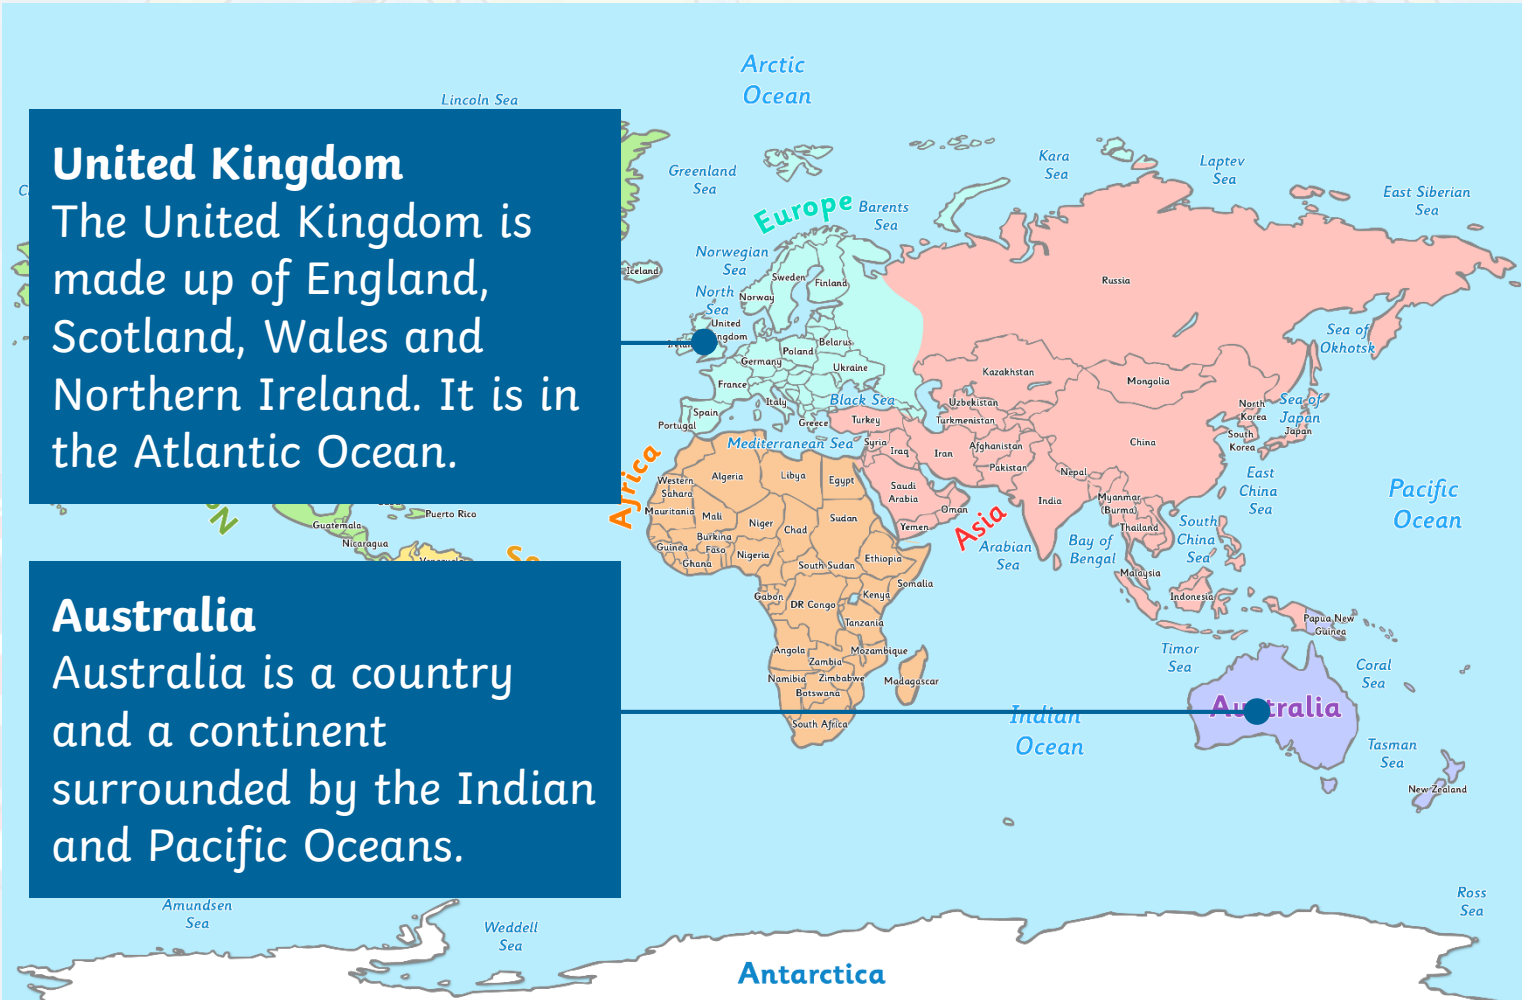 Arctic
Ocean
Lincoln Sea
United Kingdom
The United Kingdom is
made up of England,
Scotland, Wales and
Northern Ireland. It is in
the Atlantic Ocean.
Greenland
Sea
Kara
Sea
Laptev
Sea
East Siberian
Sea
Europe
Barents
Sea
Norwegian
Sea
Iceland
Sweden
Finland
Norway
Russia
North
Sea
United
Poland
Belarus
Germany
Ukraine
France
Italy
Spain
Portugal
Greece
Black Sea
Mediterranean Sea
Turkey
Syria
Iraq
Iran
Kazakhstan
Uzbekistan
Turkmenistan
Afghanistan
Pakistan
Mongolia
China
Nepal
India
Sea of
Okhotsk
Sea of
Japan
North
Korea
South
Korea
Japan
East
China
Sea
Pacific
Ocean
Africa
Western
Sahara
Algeria
Libya
Egypt
Saudi
Arabia
Oman
Yemen
Asia
Mauritania
Mali
Niger
Chad
Sudan
Burkina
Faso
Guinea
Ghana
Nigeria
South Sudan
Ethiopia
Somalia
Arabian
Sea
Bay of
Bengal
Myanmar
(Burma)
Thailand
South
China
Sea
Malaysia
Indonesia
Papua New
Guinea
Guatemala
Nicaragua
Puerto Rico
Gabon
DR Congo
Kenya
Tanzania
Angola
Zambia
Mozambique
Namibia
Zimbabwe
Botswana
Madagascar
South Africa
Australia
Australia is a country
and a continent
surrounded by the Indian
and Pacific Oceans.
Indian
Ocean
Timor
Sea
Coral
Sea
Australia
Tasman
Sea
New Zealand
Amundsen
Sea
Weddell
Sea
Ross
Sea
Antarctica